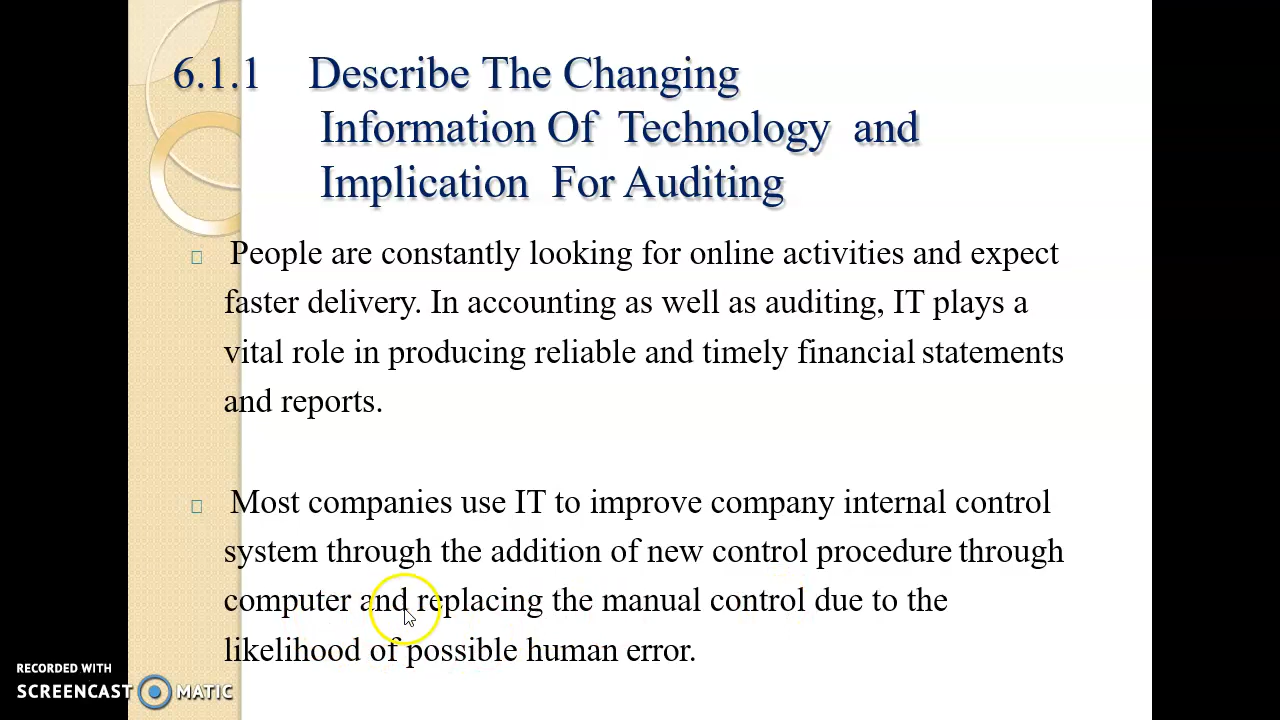 6.1.1 Describe The Changing
Information Of Technology and
Implication For Auditing
People are constantly looking for online activities and expect
faster delivery. In accounting as well as auditing, IT plays a
vital role in producing reliable and timely financial statements
and reports.
Most companies use IT to improve company internal control
system through the addition of new control procedure through
computer and replacing the manual control due to the
likelihood of possible human error.
RECORDED WITH
SCREENCAST MATIC